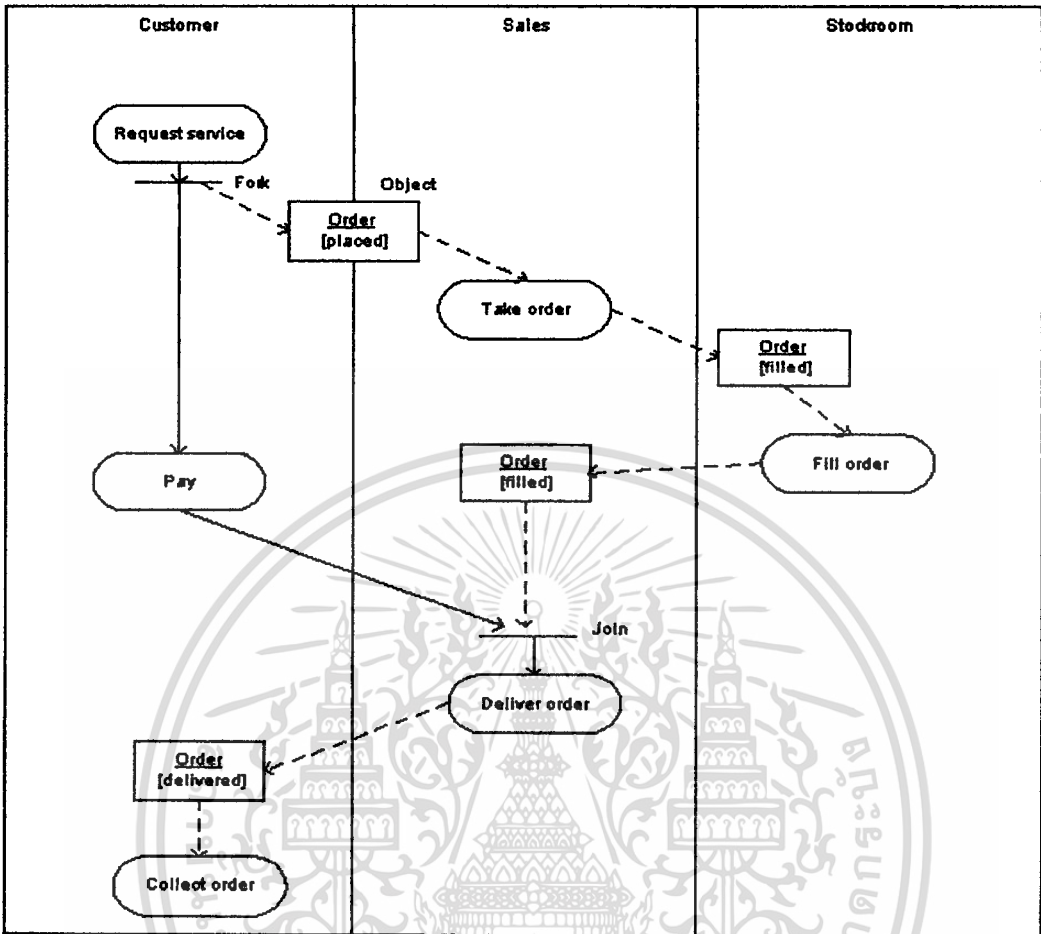 Customer
Sales
Stockroom
Request service
Fork
Object
Order
[placed]
Take order
Order
[filled]
Order
[filled]
Fill order
Pay
Join
Deliver order
Order
[delivered]
Collect order